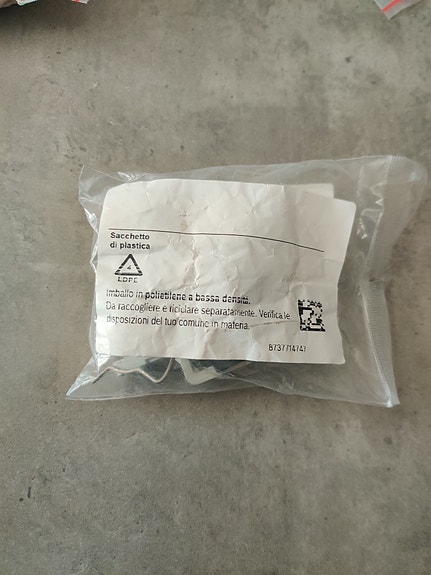 Sacchetto
di plastica
4
LDPE
Imballo in polietilene a bassa densità.
Da raccogliere e riciclare separatamente. Verifica le
disposizioni del tuo comune in materia.
8737714747